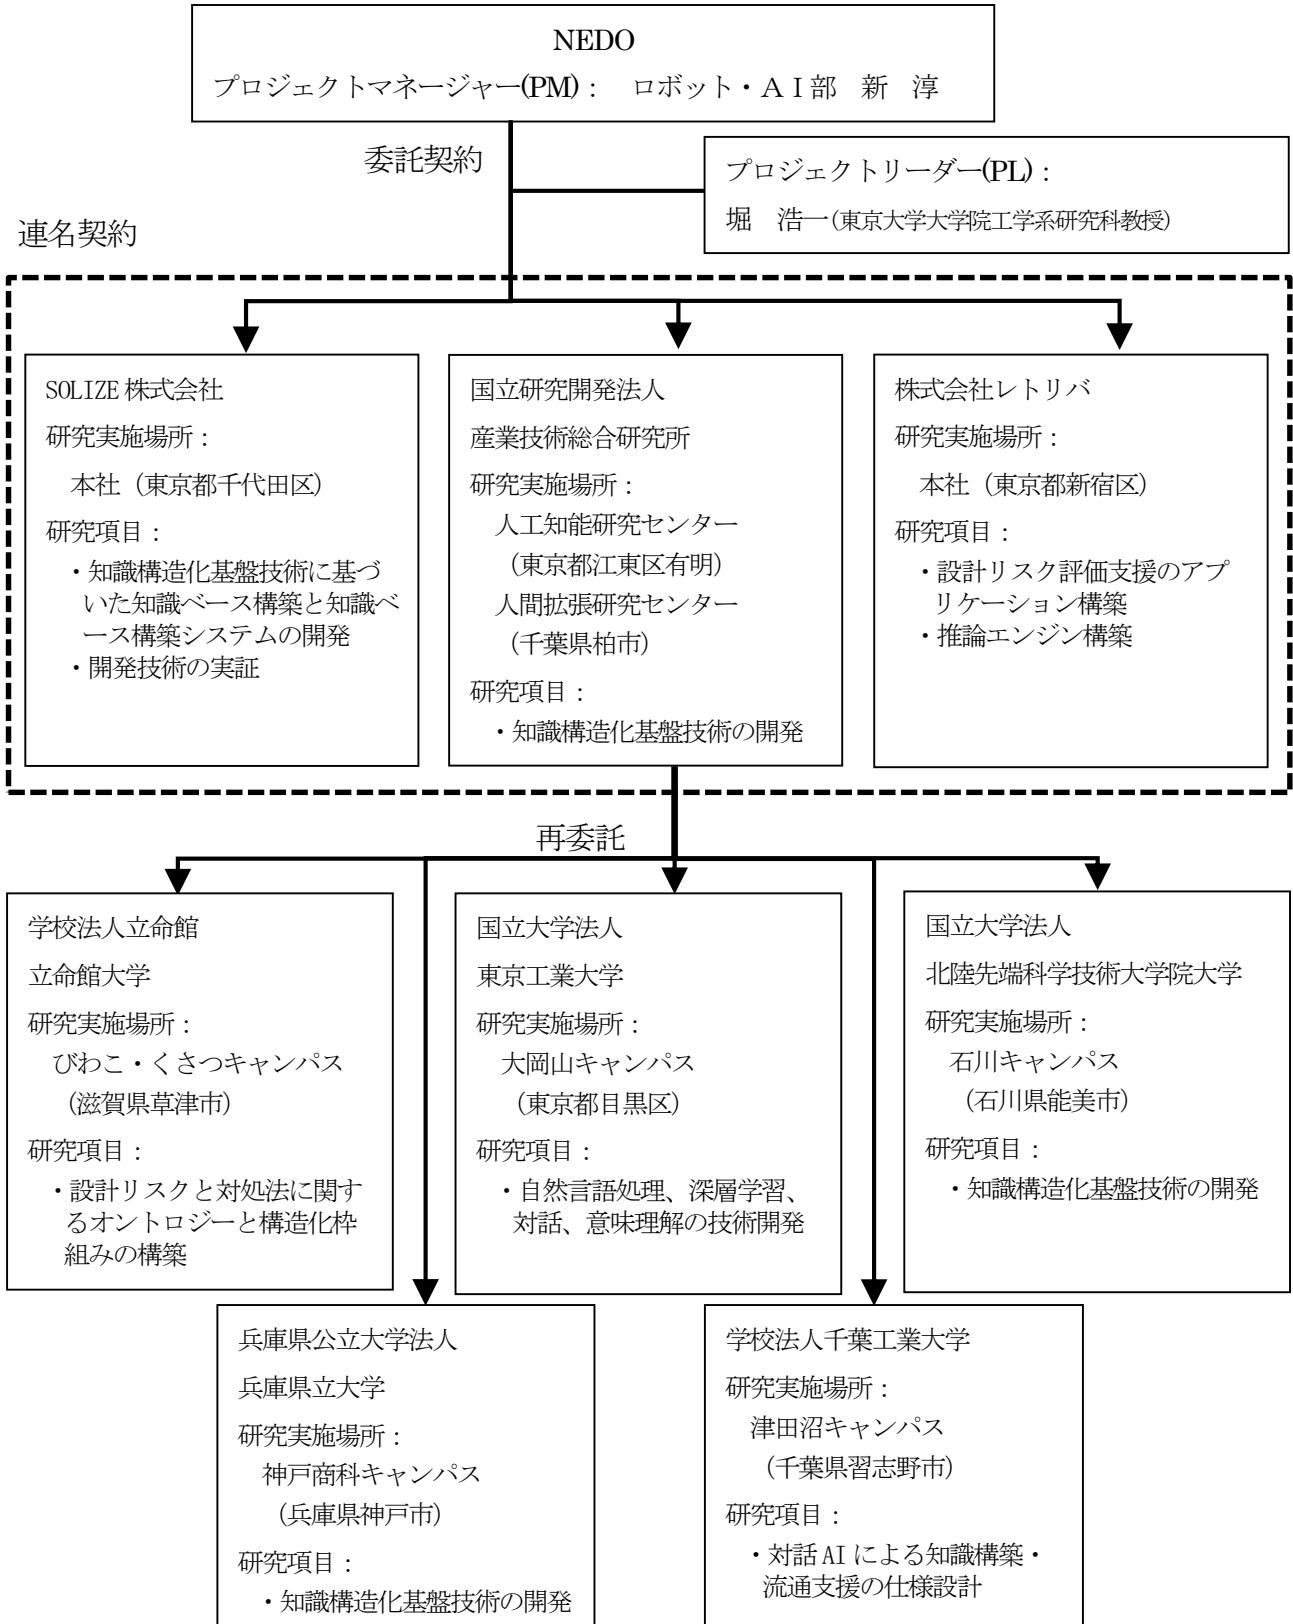 NEDO
プロジェクトマネージャー(PM)： ロボット・ＡＩ部 新 淳
委託契約
プロジェクトリーダー(PL)：
堀 浩一(東京大学大学院工学系研究科教授)
連名契約
SOLIZE 株式会社
研究実施場所：
本社（東京都千代田区）
研究項目：
・知識構造化基盤技術に基づ
いた知識ベース構築と知識ベ
ース構築システムの開発
・開発技術の実証
国立研究開発法人
産業技術総合研究所
研究実施場所：
人工知能研究センター
（東京都江東区有明）
人間拡張研究センター
（千葉県柏市）
研究項目：
・知識構造化基盤技術の開発
株式会社レトリバ
研究実施場所：
本社（東京都新宿区）
研究項目：
・設計リスク評価支援のアプ
リケーション構築
・推論エンジン構築
再委託
学校法人立命館
立命館大学
研究実施場所：
びわこ・くさつキャンパス
（滋賀県草津市）
研究項目：
・設計リスクと対処法に関す
るオントロジーと構造化枠
組みの構築
国立大学法人
東京工業大学
研究実施場所：
大岡山キャンパス
（東京都目黒区）
研究項目：
・自然言語処理、深層学習、
対話、意味理解の技術開発
国立大学法人
北陸先端科学技術大学院大学
研究実施場所：
石川キャンパス
（石川県能美市）
研究項目：
・知識構造化基盤技術の開発
兵庫県公立大学法人
兵庫県立大学
研究実施場所：
神戸商科キャンパス
（兵庫県神戸市）
研究項目：
・知識構造化基盤技術の開発
学校法人千葉工業大学
研究実施場所：
津田沼キャンパス
（千葉県習志野市）
研究項目：
・対話 AI による知識構築・
流通支援の仕様設計